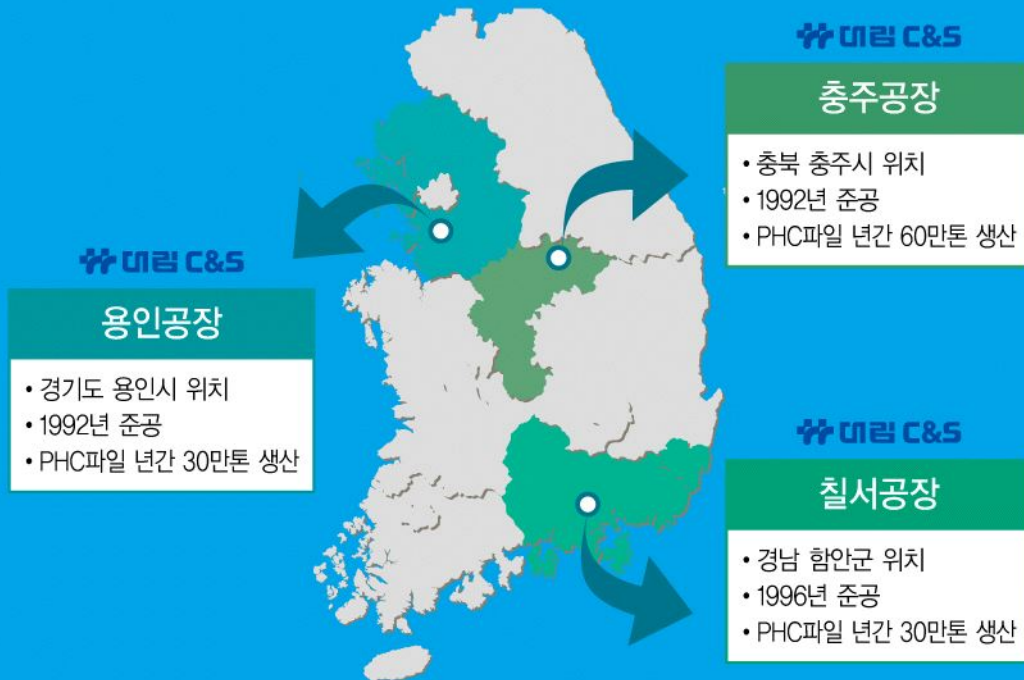 대림 C&S
충주공장
• 충북 충주시 위치
• 1992년 준공
• PHC파일 년간 60만톤 생산
대림 C&S
용인공장
• 경기도 용인시 위치
• 1992년 준공
• PHC파일 년간 30만톤 생산
대림 C&S
칠서공장
• 경남 함안군 위치
• 1996년 준공
• PHC파일 년간 30만톤 생산